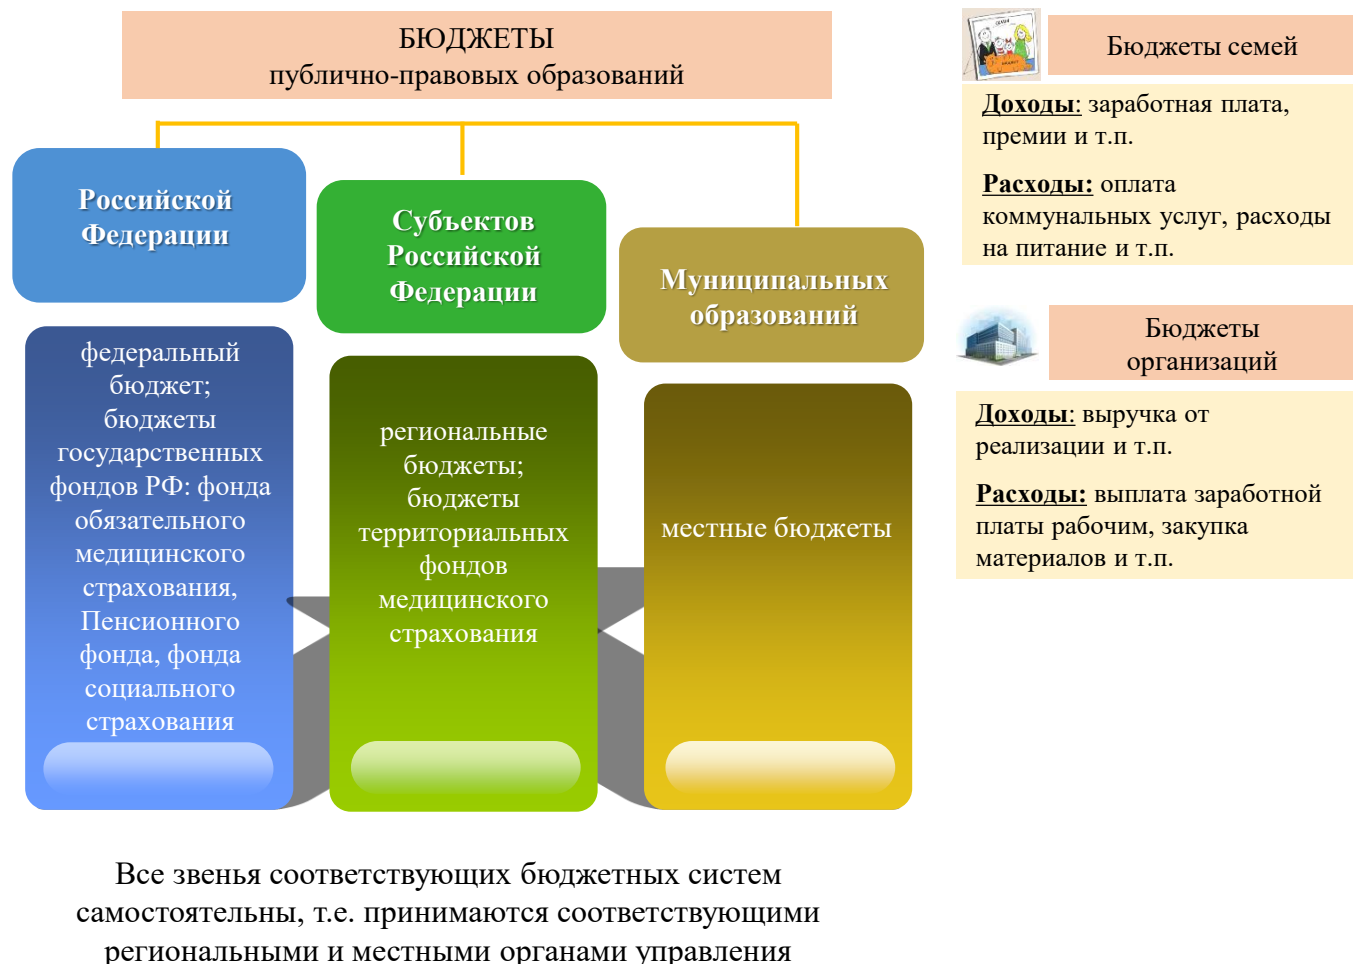 БЮДЖЕТЫ
публично-правовых образований
Российской
Федерации
Субъектов
Российской
Федерации
Муниципальных
образований
федеральный
бюджет;
бюджеты
государственных
фондов РФ: фонда
обязательного
медицинского
страхования,
Пенсионного
фонда, фонда
социального
страхования
региональные
бюджеты;
бюджеты
территориальных
фондов
медицинского
страхования
местные бюджеты
Все звенья соответствующих бюджетных систем
самостоятельны, т.е. принимаются соответствующими
региональными и местными органами управления
Бюджеты семей
Доходы: заработная плата,
премии и т.п.
Расходы: оплата
коммунальных услуг, расходы
на питание и т.п.
Бюджеты
организаций
Доходы: выручка от
реализации и т.п.
Расходы: выплата заработной
платы рабочим, закупка
материалов и т.п.